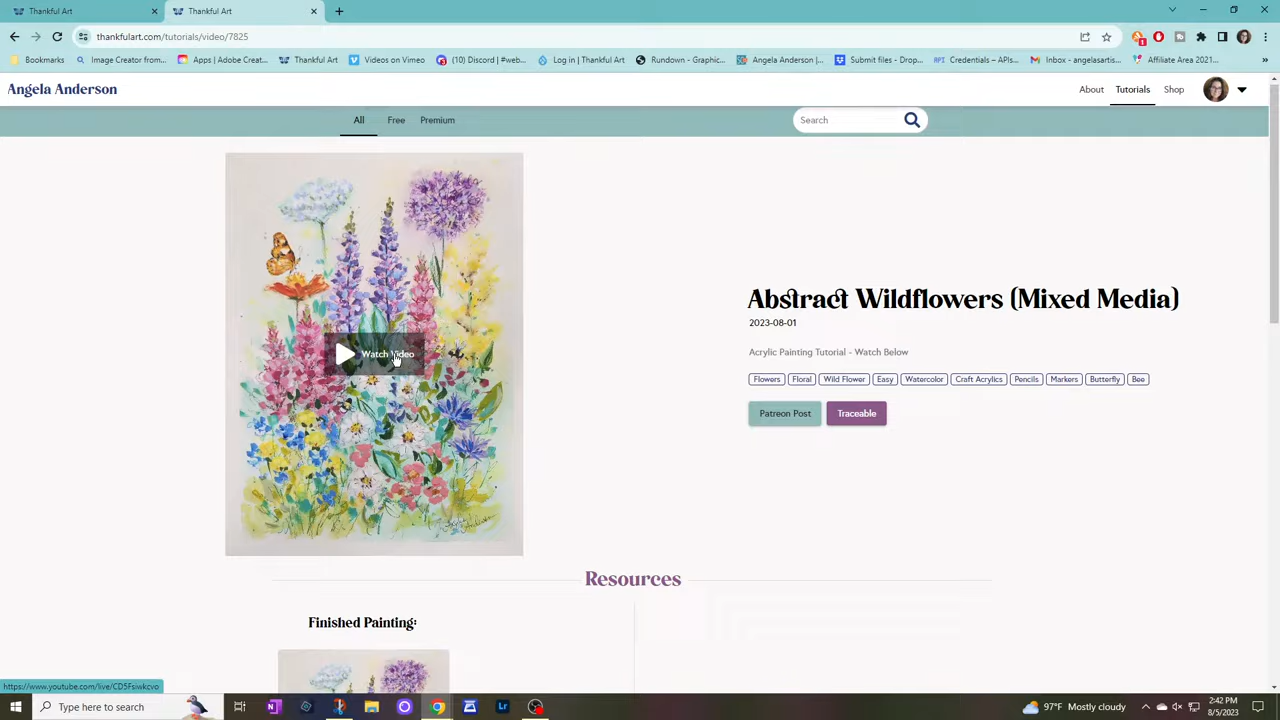 Thankful Art
Thankful Art
thankfulart.com/tutorials/video/7825
Bookmarks
Image Creator from...
Apps | Adobe Creat...
Thankful Art
Videos on Vimeo
(10) Discord | #web...
Log in | Thankful Art
Rundown - Graphic...
Angela Anderson |...
Submit files - Drop...
API Credentials – APIs...
Inbox - angelasartis...
Affiliate Area 2021...
Angela Anderson
About
Tutorials
Shop
All
Free
Premium
Search
Watch Video
Abstract Wildflowers (Mixed Media)
2023-08-01
Acrylic Painting Tutorial - Watch Below
Flowers
Floral
Wild Flower
Easy
Watercolor
Craft Acrylics
Pencils
Markers
Butterfly
Bee
Patreon Post
Traceable
Resources
Finished Painting:
https://www.youtube.com/live/CD5Fsiwkcvo
Type here to search
97°F Mostly cloudy
2:42 PM
8/5/2023